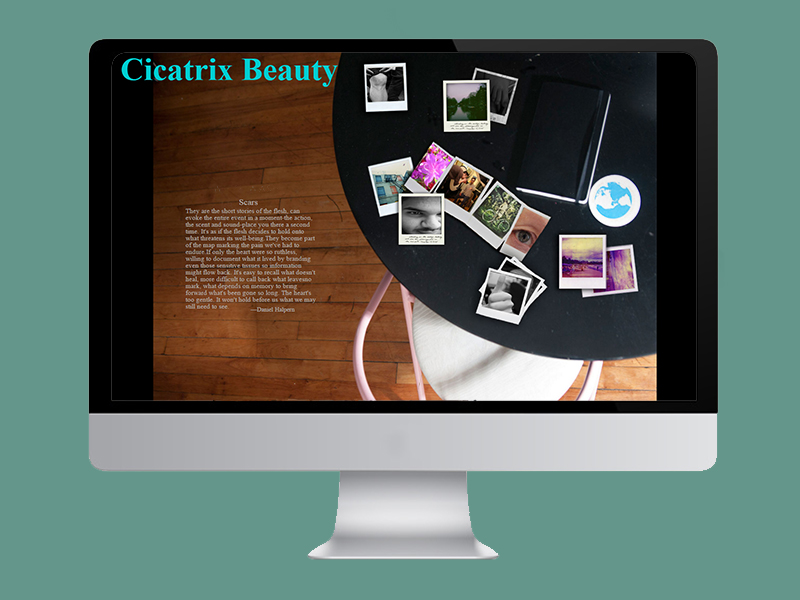 Cicatrix Beauty
Scars
They are the short stories of the flesh, can
evoke the entire event in a moment-the action,
the scent and sound-place you there a second
time. It's as if the flesh decides to hold onto
what threatens its well-being.They become part
of the map marking the pain we've had to
endure.If only the heart were so ruthless,
willing to document what it lived by branding
even those sensitive tissues so information
might flow back. It's easy to recall what doesn't
heal, more difficult to call back what leavesno
mark, what depends on memory to bring
forward what's been gone so long. The heart's
too gentle. It won't hold before us what we may
still need to see.
—Daniel Halpern